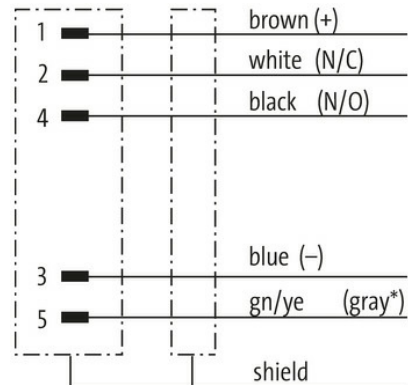 1 brown (+)
2 white (N/C)
4 black (N/O)
3 blue (–)
5 gn/ye (gray*)
shield